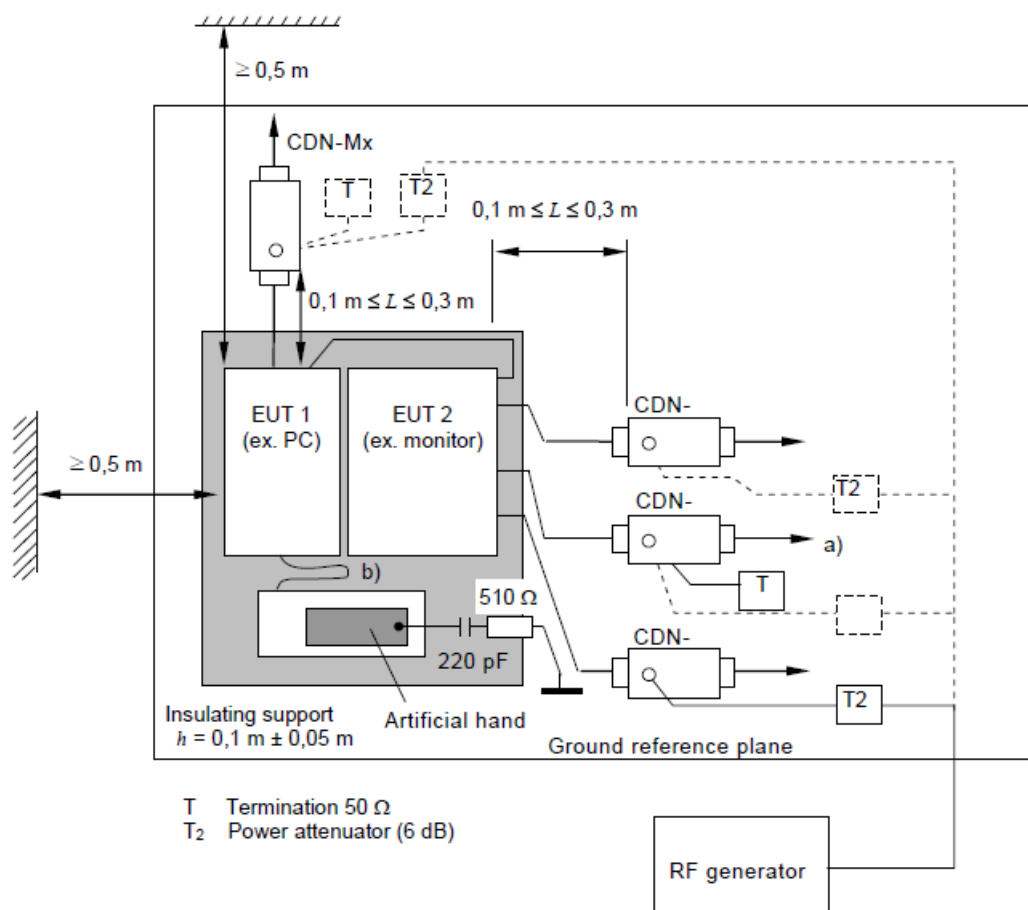 ≥ 0,5 m
CDN-Mx
T
T2
0,1 m ≤ L ≤ 0,3 m
0,1 m ≤ L ≤ 0,3 m
EUT 1
(ex. PC)
EUT 2
(ex. monitor)
CDN-
≥ 0,5 m
T2
CDN-
a)
b)
T
510 Ω
220 pF
CDN-
T2
Insulating support
h = 0,1 m ± 0,05 m
Artificial hand
Ground reference plane
T Termination 50 Ω
T₂ Power attenuator (6 dB)
RF generator